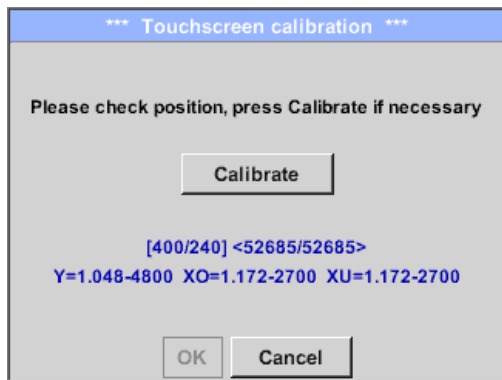 *** Touchscreen calibration ***
Please check position, press Calibrate if necessary
Calibrate
[400/240] <52685/52685>
Y=1.048-4800 XO=1.172-2700 XU=1.172-2700
OK Cancel